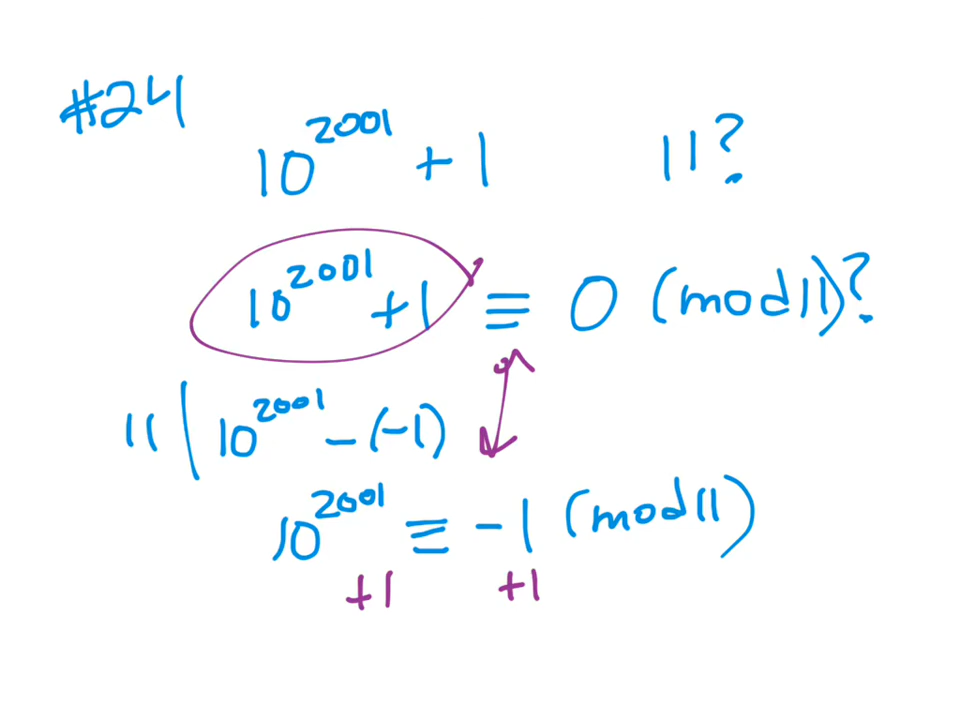 #24
10^2001 + 1 11?
10^2001 + 1 ≡ 0 (mod 11)?
11 | 10^2001 - (-1)
10^2001 ≡ -1 (mod 11)
+1 +1